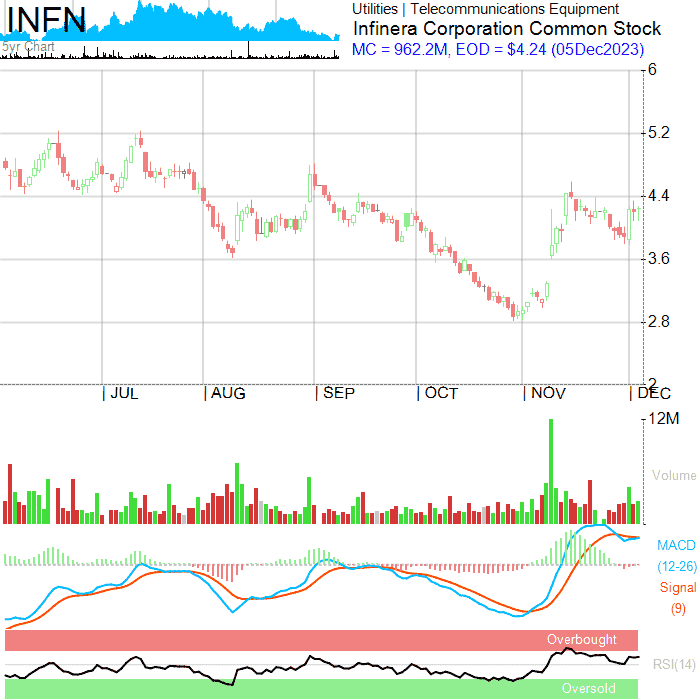 INFN
5yr Chart
Utilities | Telecommunications Equipment
Infinera Corporation Common Stock
MC = 962.2M, EOD = $4.24 (05Dec2023)
6
5.2
4.4
3.6
2.8
2
| JUL | AUG | SEP | OCT | NOV | DEC
12M
Volume
MACD
(12-26)
Signal
(9)
Overbought
RSI(14)
Oversold